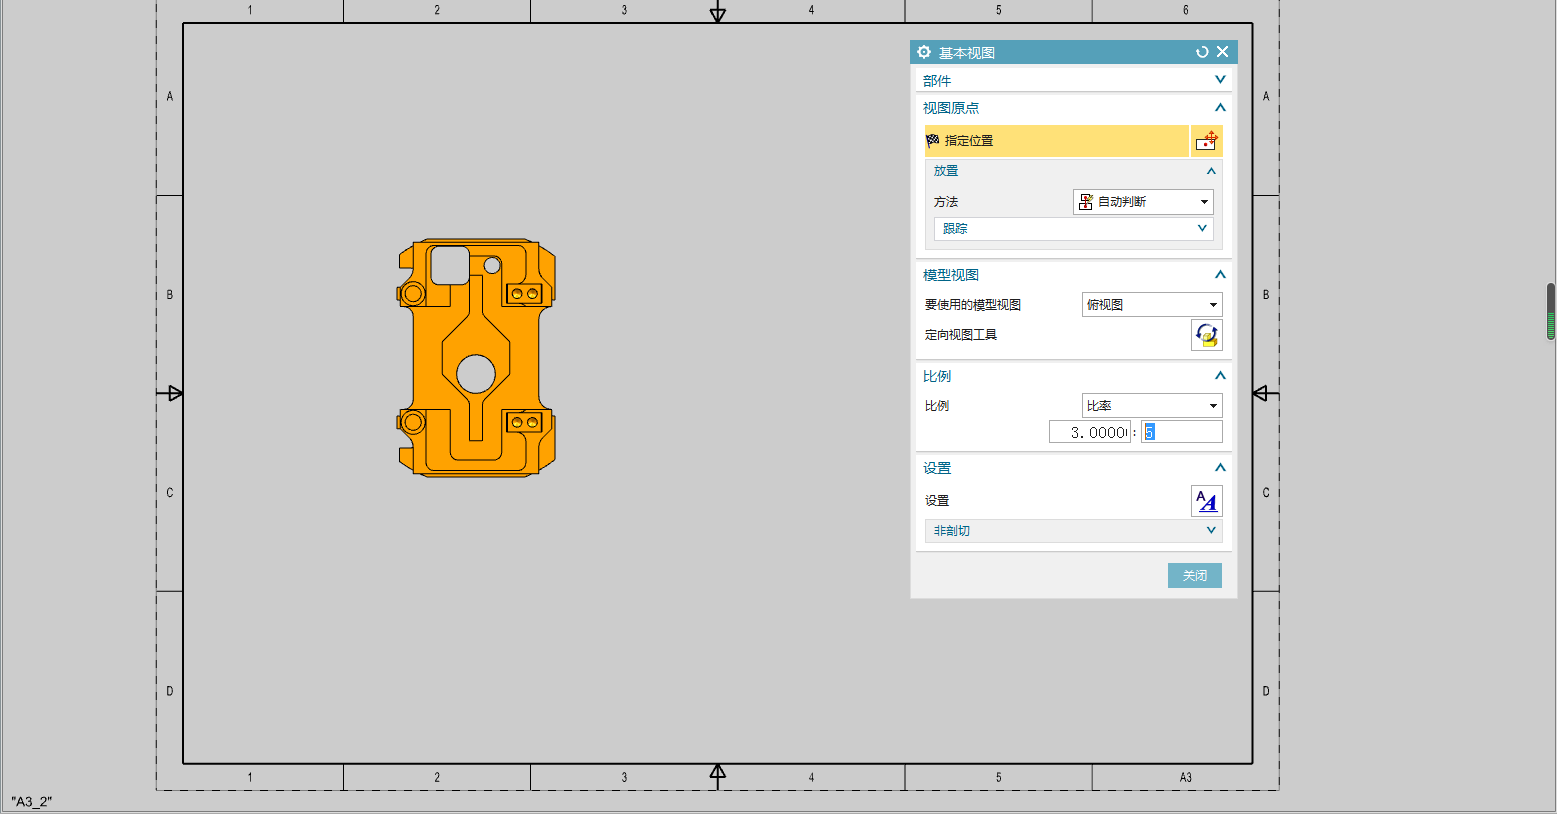 1 2 3 4 5 6
基本视图
部件
A A
视图原点
指定位置
放置
方法 自动判断
跟踪
模型视图
B B
要使用的模型视图 俯视图
定向视图工具
比例
比例 比率
3.0000 : 5
设置
C C
设置
非剖切
关闭
D D
1 2 3 4 5 A3
"A3_2"